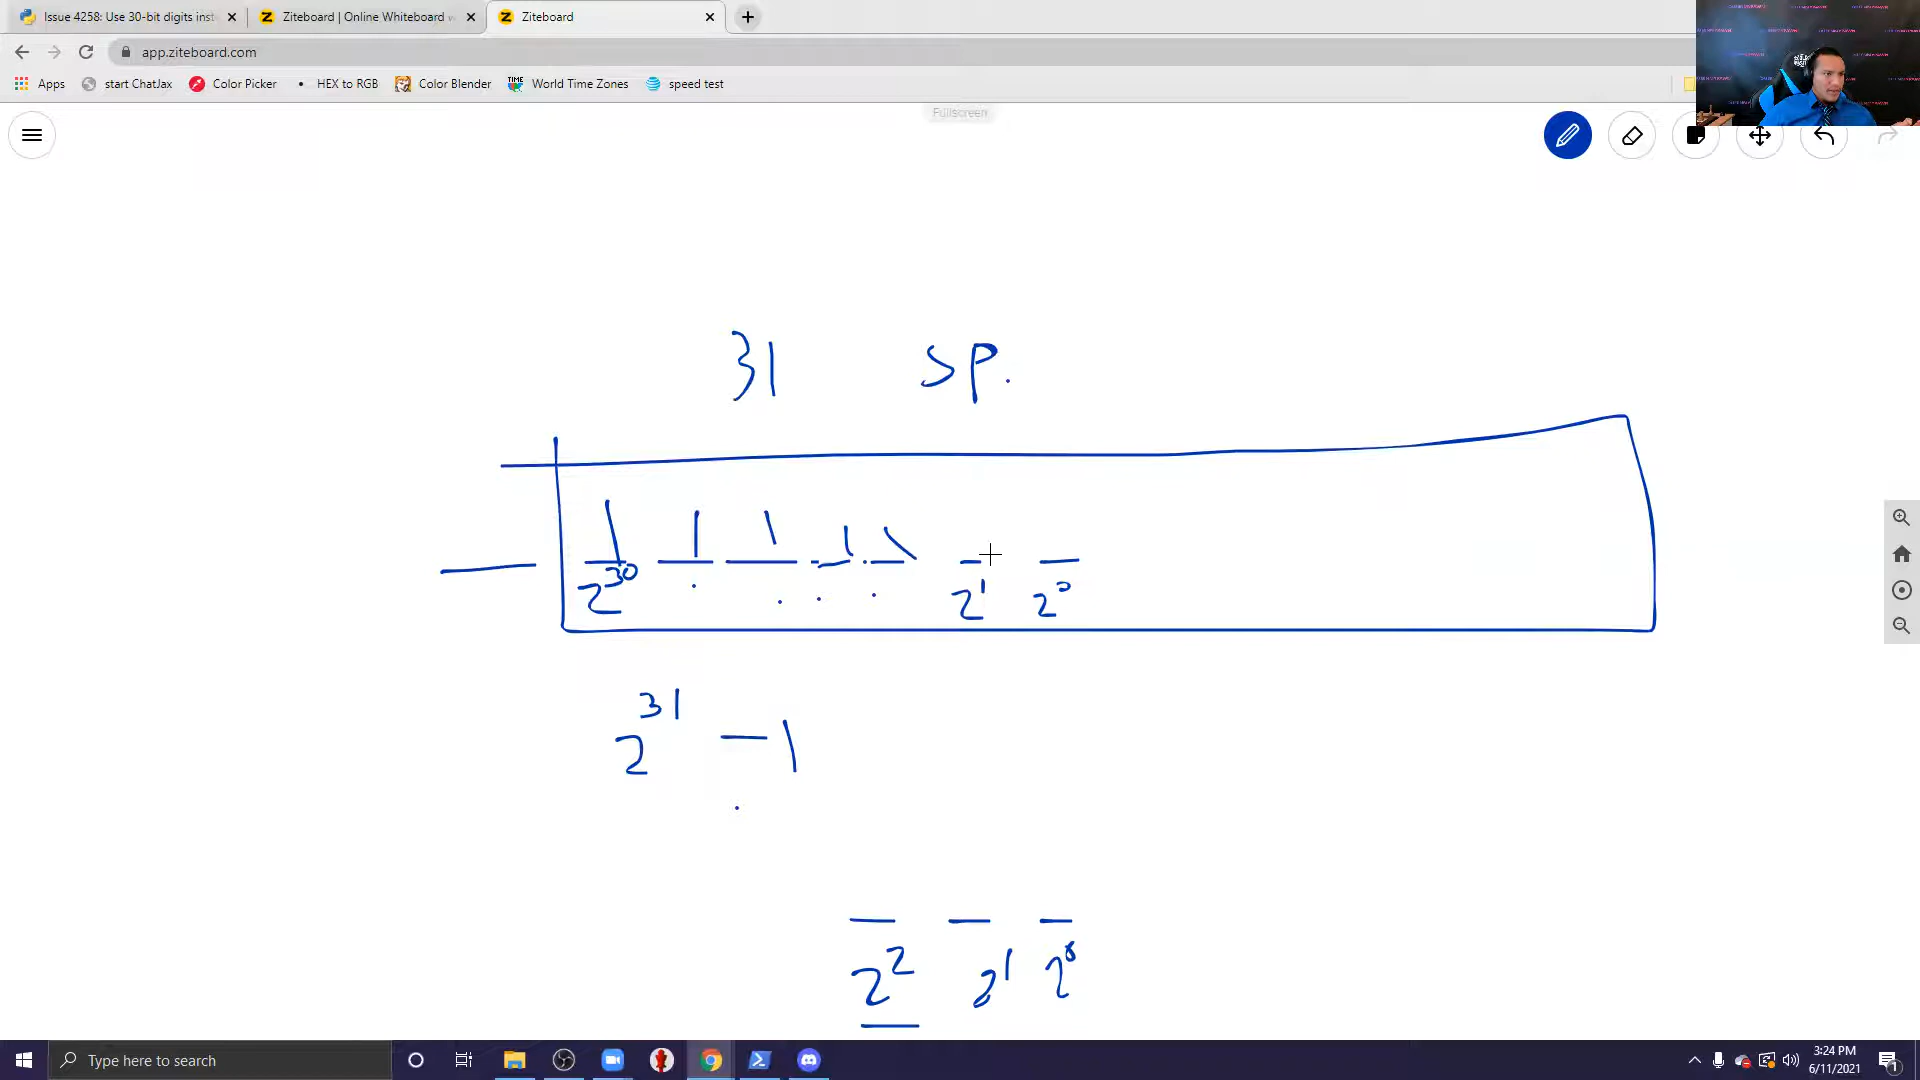 Issue 4258: Use 30-bit digits inst
Ziteboard | Online Whiteboard w
Ziteboard
app.ziteboard.com
Apps
start ChatJax
Color Picker
HEX to RGB
Color Blender
TIME
World Time Zones
speed test
Fullscreen
31 SP.
1 1 1 1 1
2^30 . . . . 2^1 2^0
2^31 - 1
2^2 2^1 2^0
Type here to search
3:24 PM
6/11/2021
1